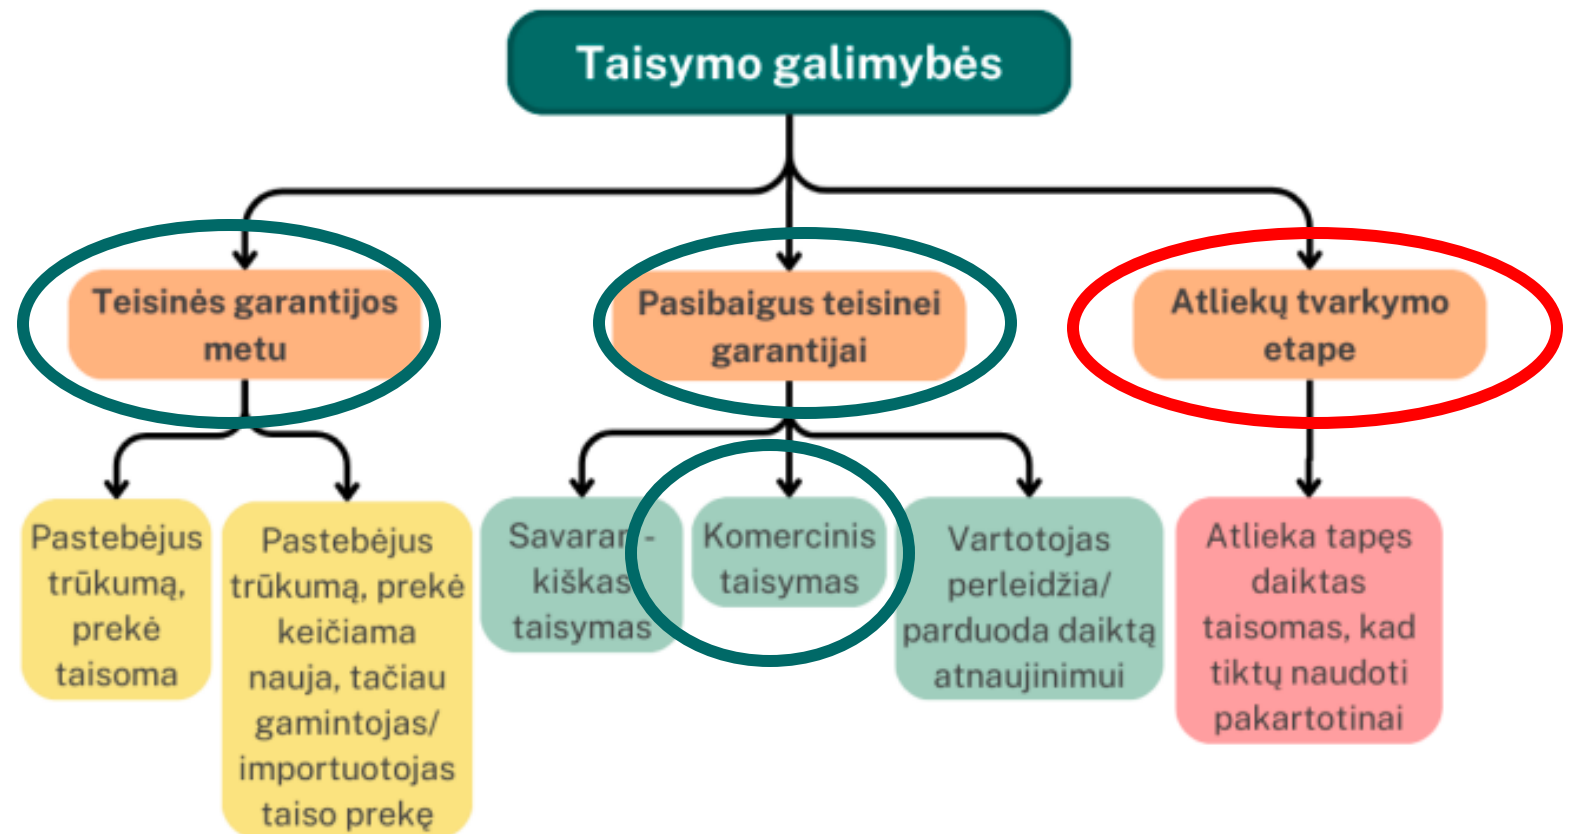 Taisymo galimybės
Teisinės garantijos
metu
Pasibaigus teisinei
garantijai
Atliekų tvarkymo
etape
Pastebėjus
trūkumą,
prekė
taisoma
Pastebėjus
trūkumą, prekė
keičiama
nauja, tačiau
gamintojas/
importuotojas
taiso prekę
Savaran-
kiškas
taisymas
Komercinis
taisymas
Vartotojas
perleidžia/
parduoda daiktą
atnaujinimui
Atlieka tapęs
daiktas
taisomas, kad
tiktų naudoti
pakartotinai